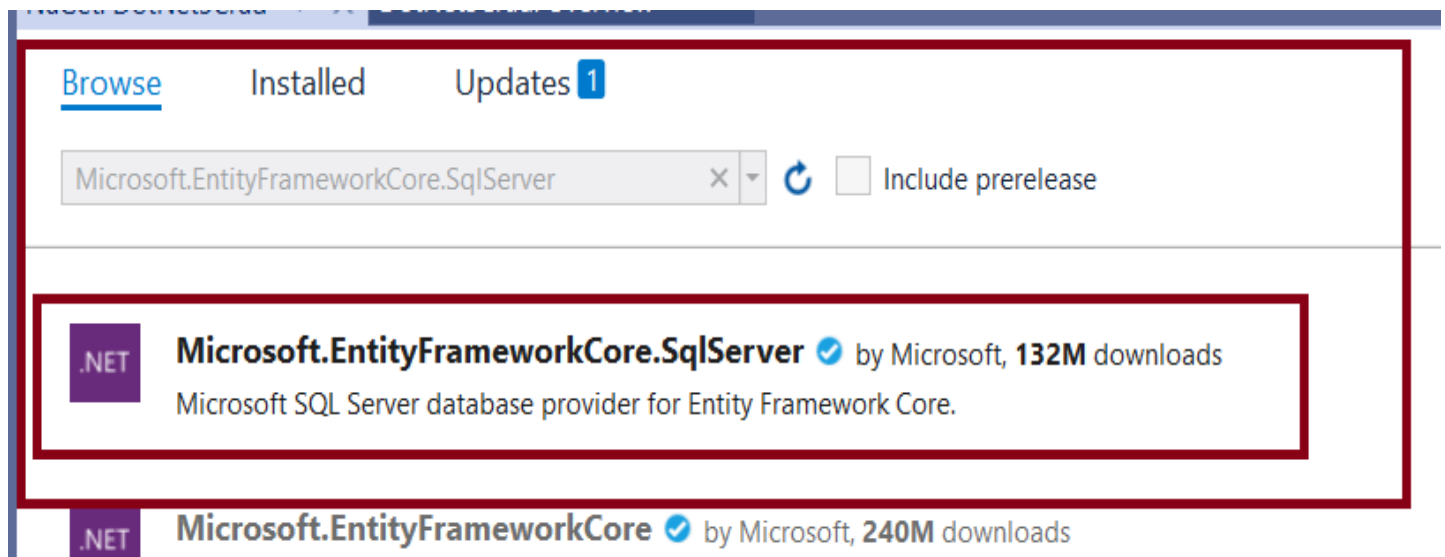 Browse Installed Updates 1
Microsoft.EntityFrameworkCore.SqlServer Include prerelease
.NET Microsoft.EntityFrameworkCore.SqlServer by Microsoft, 132M downloads
Microsoft SQL Server database provider for Entity Framework Core.
.NET Microsoft.EntityFrameworkCore by Microsoft, 240M downloads